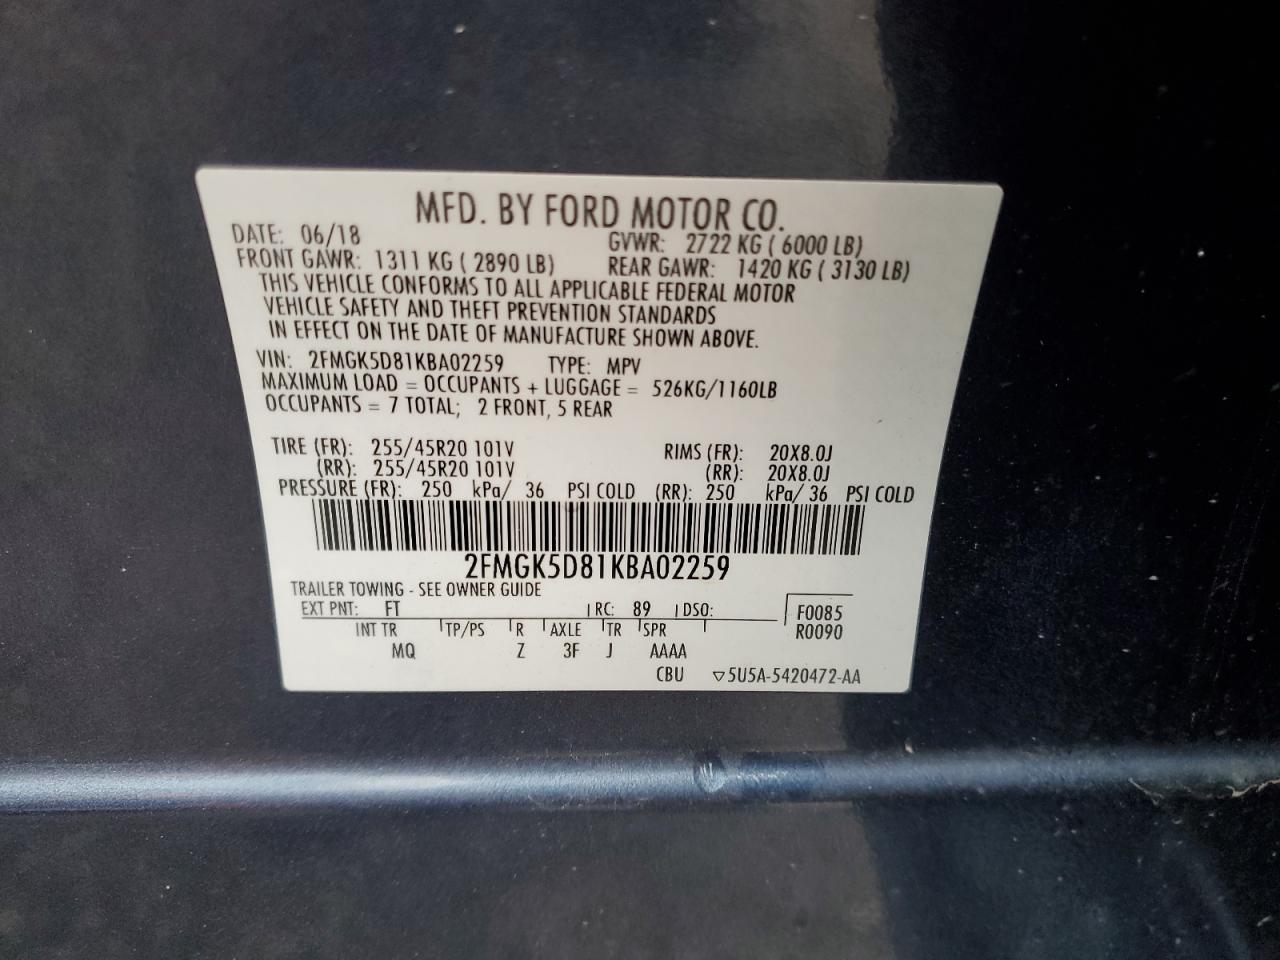 MFD. BY FORD MOTOR CO.
DATE: 06/18 GVWR: 2722 KG ( 6000 LB)
FRONT GAWR: 1311 KG ( 2890 LB) REAR GAWR: 1420 KG ( 3130 LB)
THIS VEHICLE CONFORMS TO ALL APPLICABLE FEDERAL MOTOR
VEHICLE SAFETY AND THEFT PREVENTION STANDARDS
IN EFFECT ON THE DATE OF MANUFACTURE SHOWN ABOVE.
VIN: 2FMGK5D81KBA02259 TYPE: MPV
MAXIMUM LOAD = OCCUPANTS + LUGGAGE = 526KG/1160LB
OCCUPANTS = 7 TOTAL; 2 FRONT, 5 REAR
TIRE (FR): 255/45R20 101V RIMS (FR): 20X8.0J
(RR): 255/45R20 101V (RR): 20X8.0J
PRESSURE (FR): 250 kPa/ 36 PSI COLD (RR): 250 kPa/ 36 PSI COLD
2FMGK5D81KBA02259
TRAILER TOWING - SEE OWNER GUIDE
EXT PNT: FT RC: 89 DSO: F0085
INT TR TP/PS R AXLE TR SPR R0090
MQ Z 3F J AAAA
CBU ▽5U5A-5420472-AA